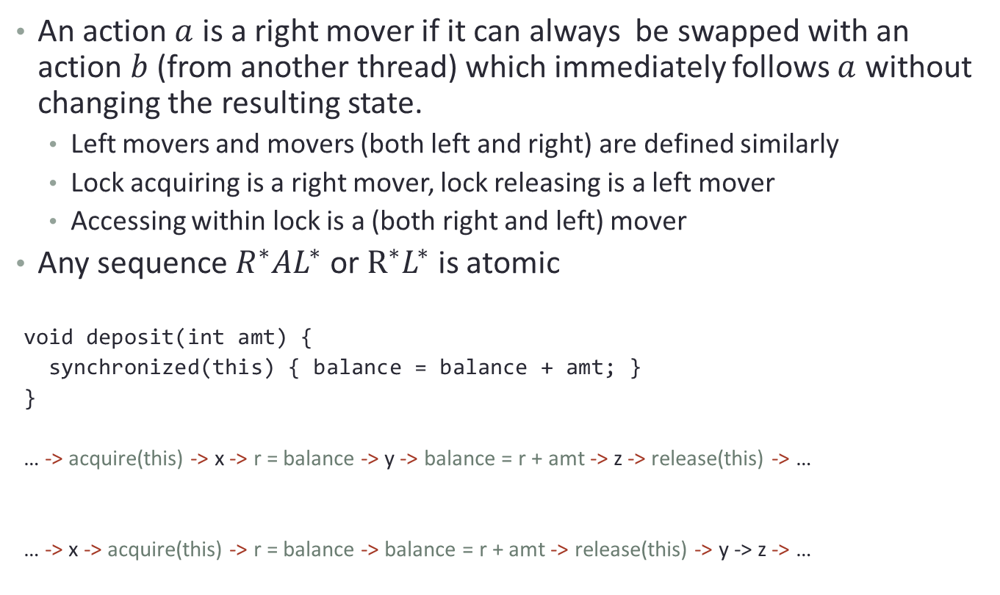 • An action 𝑎 is a right mover if it can always  be swapped with an
action 𝑏 (from another thread) which immediately follows 𝑎 without
changing the resulting state.
• Left movers and movers (both left and right) are defined similarly
• Lock acquiring is a right mover, lock releasing is a left mover
• Accessing within lock is a (both right and left) mover
• Any sequence 𝑅*𝐴𝐿* or R*𝐿* is atomic
void deposit(int amt) {
  synchronized(this) { balance = balance + amt; }
}
… -> acquire(this) -> x -> r = balance -> y -> balance = r + amt -> z -> release(this) -> …
… -> x -> acquire(this) -> r = balance -> balance = r + amt -> release(this) -> y -> z -> …